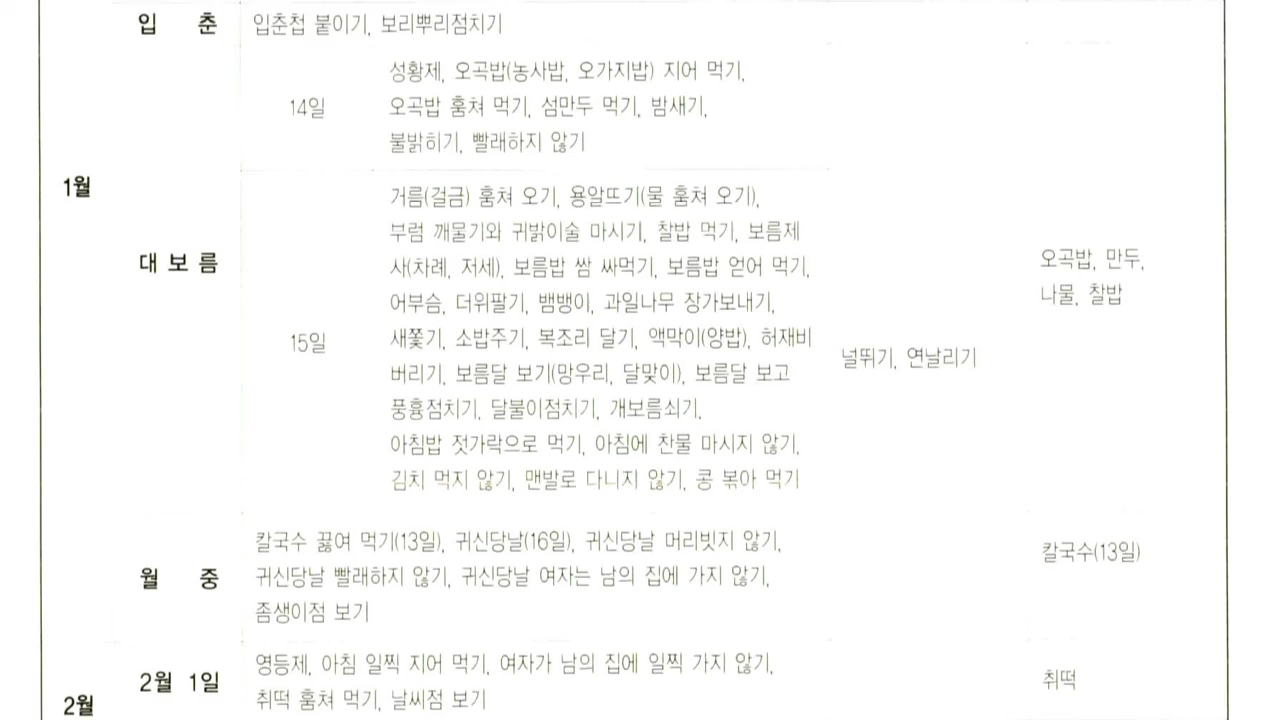 입 춘 입춘첩 붙이기, 보리뿌리점치기
성황제, 오곡밥(농사밥, 오가지밥) 지어 먹기,
14일 오곡밥 훔쳐 먹기, 섬만두 먹기, 밤새기,
불밝히기, 빨래하지 않기
1월
거름(걸금) 훔쳐 오기, 용알뜨기(물 훔쳐 오기),
부럼 깨물기와 귀밝이술 마시기, 찰밥 먹기, 보름제
대 보 름 사(차례, 저세), 보름밥 쌈 싸먹기, 보름밥 얻어 먹기,
어부슴, 더위팔기, 뱀뱅이, 과일나무 장가보내기,
15일 새쫓기, 소밥주기, 복조리 달기, 액막이(양밥), 허재비
버리기, 보름달 보기(망우리, 달맞이), 보름달 보고
풍흉점치기, 달불이점치기, 개보름쇠기,
아침밥 젓가락으로 먹기, 아침에 찬물 마시지 않기,
김치 먹지 않기, 맨발로 다니지 않기, 콩 볶아 먹기
널뛰기, 연날리기
오곡밥, 만두,
나물, 찰밥
칼국수 끓여 먹기(13일), 귀신당날(16일), 귀신당날 머리빗지 않기,
월 중 귀신당날 빨래하지 않기, 귀신당날 여자는 남의 집에 가지 않기,
좀생이점 보기
칼국수(13일)
2월
2월 1일
영등제, 아침 일찍 지어 먹기, 여자가 남의 집에 일찍 가지 않기,
취떡 훔쳐 먹기, 날씨점 보기
취떡